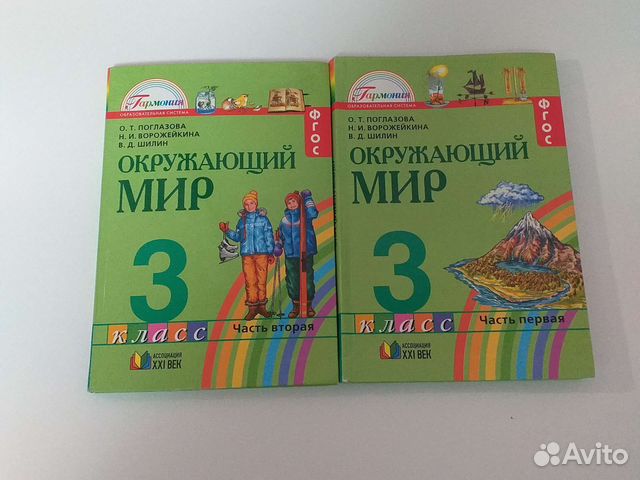 Гармония
ОБРАЗОВАТЕЛЬНАЯ СИСТЕМА
ФГОС
О. Т. ПОГЛАЗОВА
Н. И. ВОРОЖЕЙКИНА
В. Д. ШИЛИН
ОКРУЖАЮЩИЙ
МИР
3
класс
Часть вторая
АССОЦИАЦИЯ
XXI ВЕК
Гармония
ОБРАЗОВАТЕЛЬНАЯ СИСТЕМА
ФГОС
О. Т. ПОГЛАЗОВА
Н. И. ВОРОЖЕЙКИНА
В. Д. ШИЛИН
ОКРУЖАЮЩИЙ
МИР
3
класс
Часть первая
АССОЦИАЦИЯ
XXI ВЕК
Avito